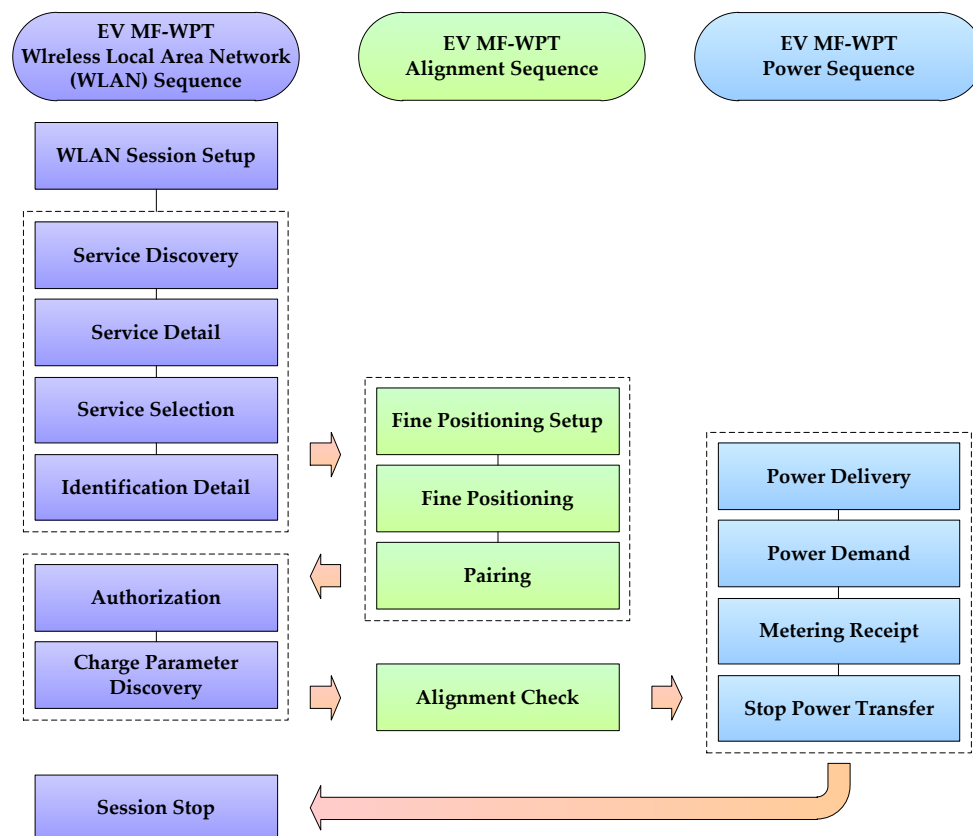 EV MF-WPT
WIreless Local Area Network
(WLAN) Sequence
EV MF-WPT
Alignment Sequence
EV MF-WPT
Power Sequence
WLAN Session Setup
Service Discovery
Service Detail
Service Selection
Identification Detail
Fine Positioning Setup
Fine Positioning
Pairing
Authorization
Charge Parameter
Discovery
Alignment Check
Power Delivery
Power Demand
Metering Receipt
Stop Power Transfer
Session Stop